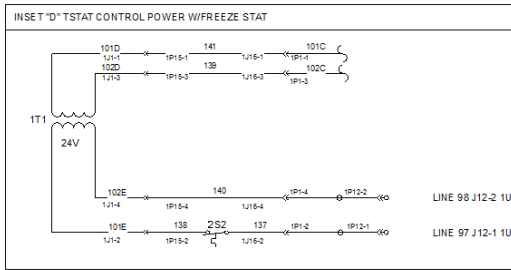 INSET "D" TSTAT CONTROL POWER W/FREEZE STAT
101D 141 101C
1J1-1 1P15-1 1J16-1 1P1-1
102D 139 102C
1J1-3 1P15-3 1J16-3 1P1-3
1T1
24V
102E 140 1P1-4 1P12-2
1J1-4 1P15-4 1J16-4
LINE 98 J12-2 1U
101E 138 2S2 137 1P1-2 1P12-1
1J1-2 1P15-2 1J16-2
LINE 97 J12-1 1U